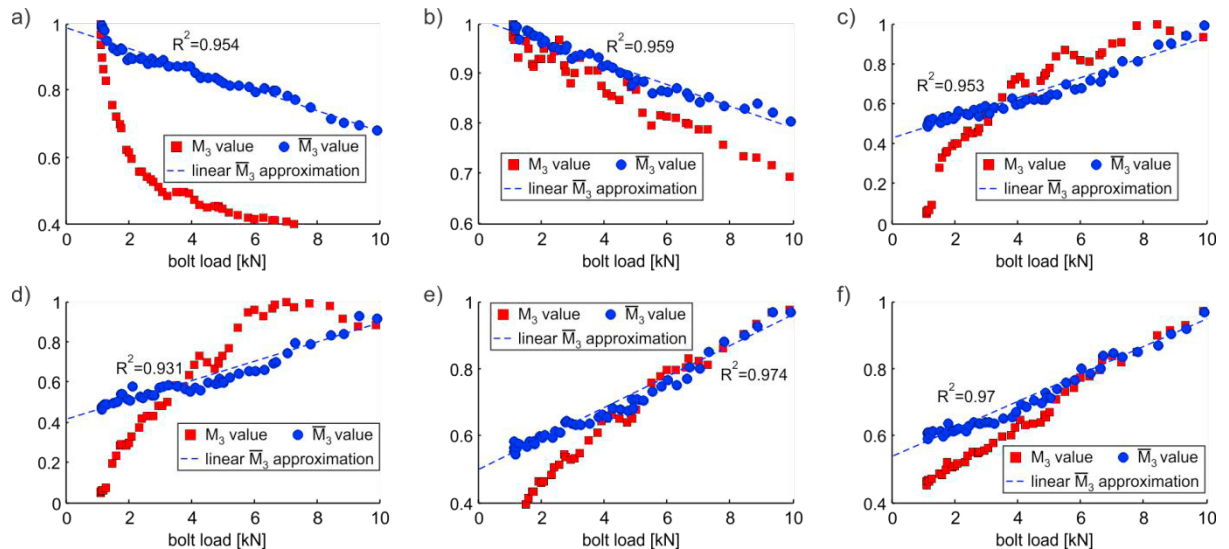 a)
1
0.8
0.6
0.4
R²=0.954
M₃ value M̅₃ value
linear M̅₃ approximation
0 2 4 6 8 10
bolt load [kN]
b)
1
0.9
0.8
0.7
0.6
R²=0.959
M₃ value M̅₃ value
linear M̅₃ approximation
0 2 4 6 8 10
bolt load [kN]
c)
1
0.8
0.6
0.4
0.2
0
R²=0.953
M₃ value M̅₃ value
linear M̅₃ approximation
0 2 4 6 8 10
bolt load [kN]
d)
1
0.8
0.6
0.4
0.2
0
R²=0.931
M₃ value M̅₃ value
linear M̅₃ approximation
0 2 4 6 8 10
bolt load [kN]
e)
1
0.8
0.6
0.4
M₃ value M̅₃ value
linear M̅₃ approximation
R²=0.974
0 2 4 6 8 10
bolt load [kN]
f)
1
0.8
0.6
0.4
R²=0.97
M₃ value M̅₃ value
linear M̅₃ approximation
0 2 4 6 8 10
bolt load [kN]